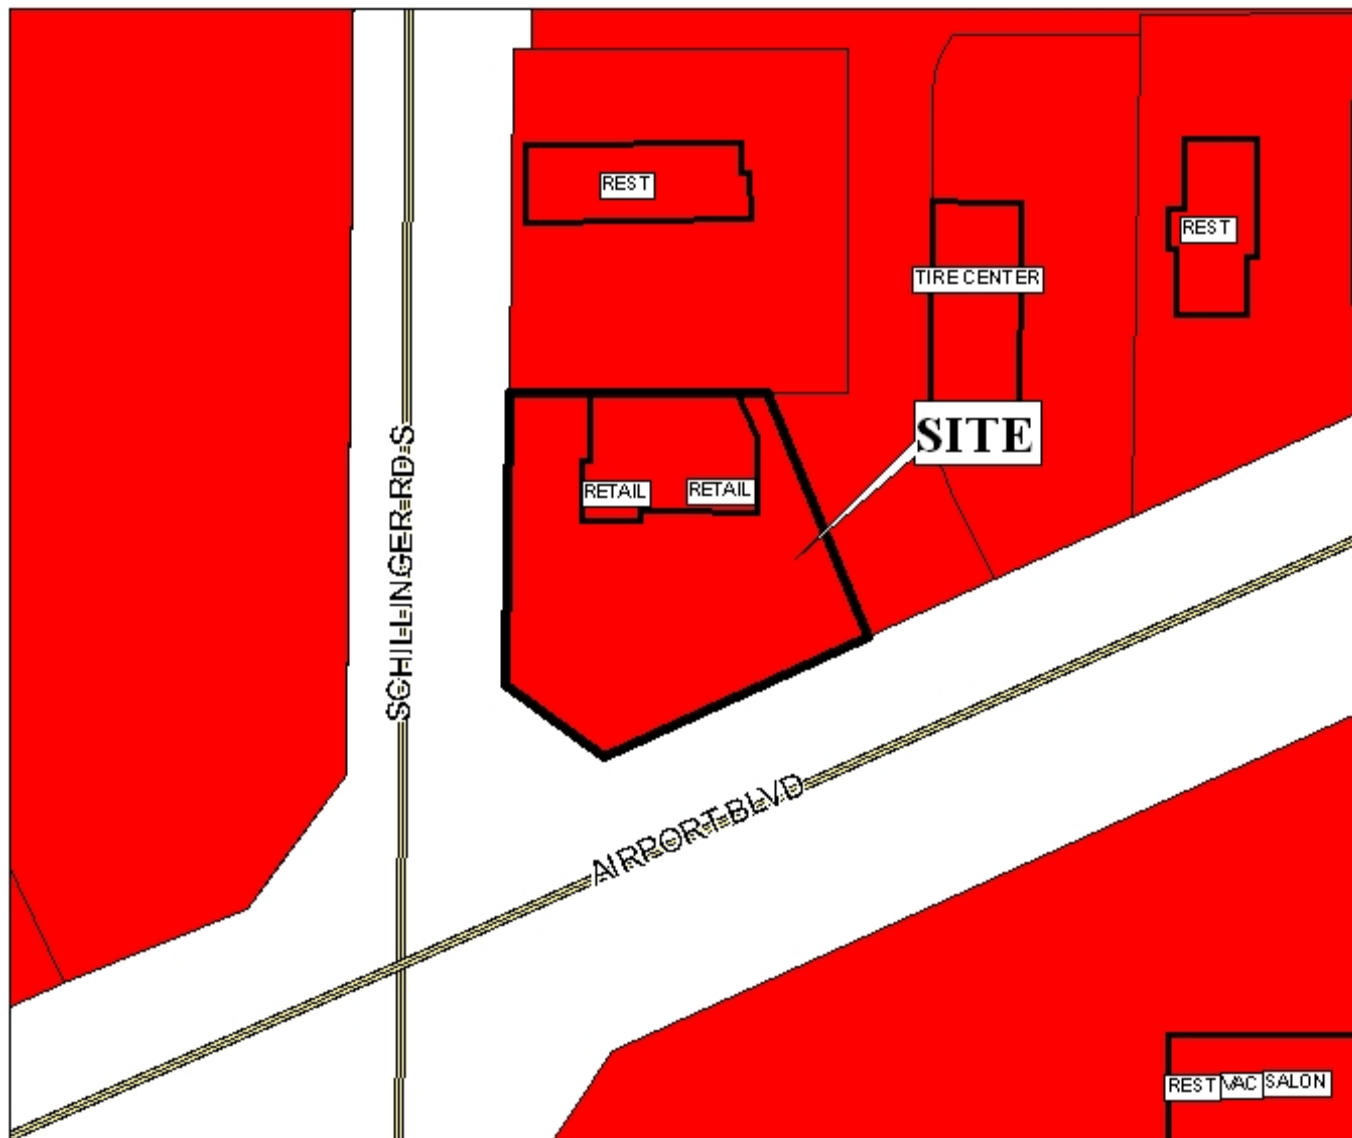 REST
REST
TIRE CENTER
SITE
RETAIL
RETAIL
SCHILLINGER RD S
AIRPORT BLVD
REST
VAC
SALON